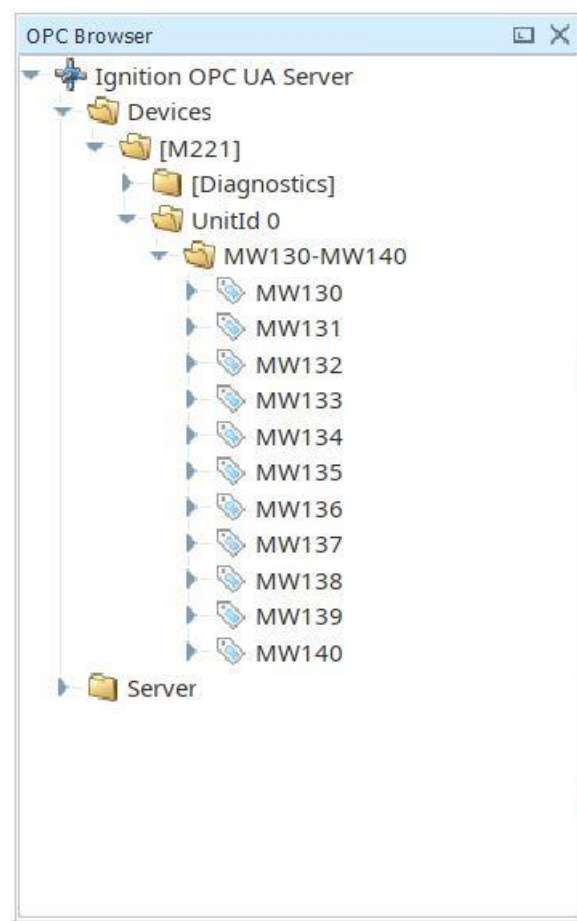 OPC Browser
Ignition OPC UA Server
Devices
[M221]
[Diagnostics]
UnitId 0
MW130-MW140
MW130
MW131
MW132
MW133
MW134
MW135
MW136
MW137
MW138
MW139
MW140
Server